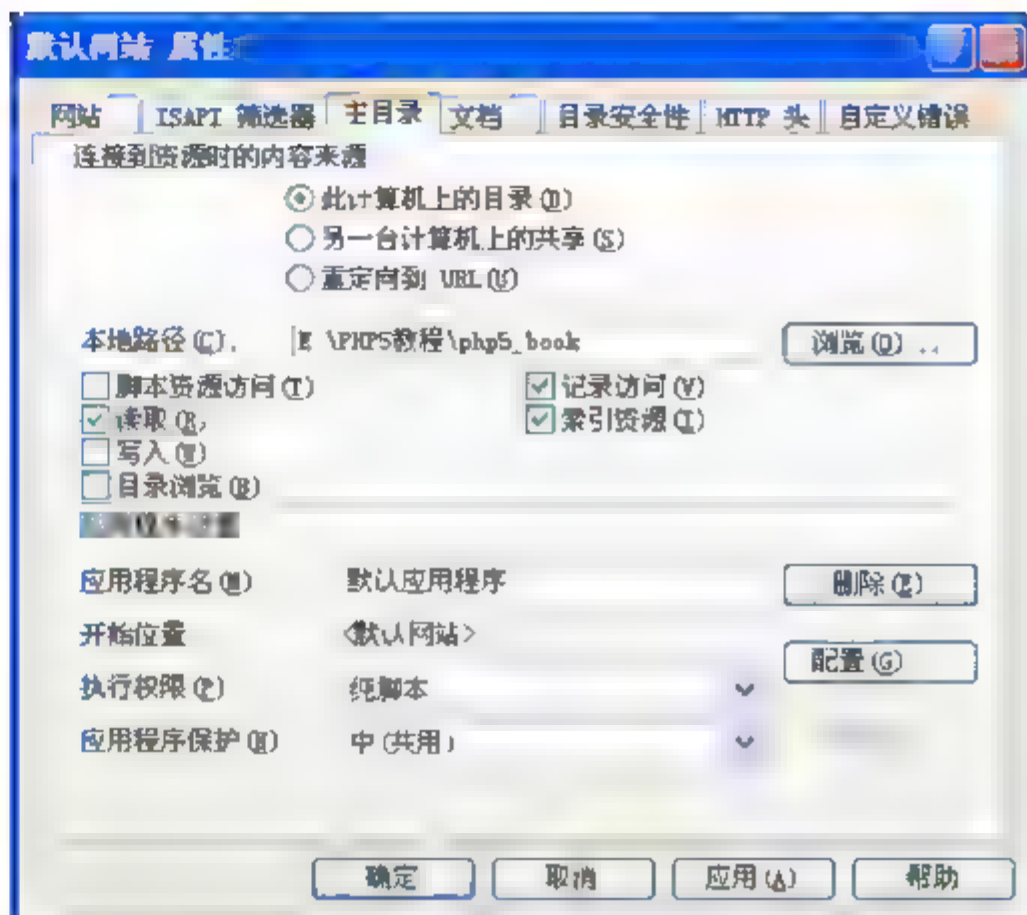 默认网站 属性
网站 ISAPI 筛选器 主目录 文档 目录安全性 HTTP 头 自定义错误
连接到资源时的内容来源
此计算机上的目录(D)
另一台计算机上的共享(S)
重定向到 URL(U)
本地路径(C): E:\PHP5教程\php5_book 浏览(O)...
脚本资源访问(T) 记录访问(V)
读取(R) 索引资源(I)
写入(W)
目录浏览(B)
应用程序设置
应用程序名(M) 默认应用程序 删除(E)
开始位置 <默认网站>
配置(G)
执行权限(P) 纯脚本
应用程序保护(N) 中(共用)
确定 取消 应用(A) 帮助